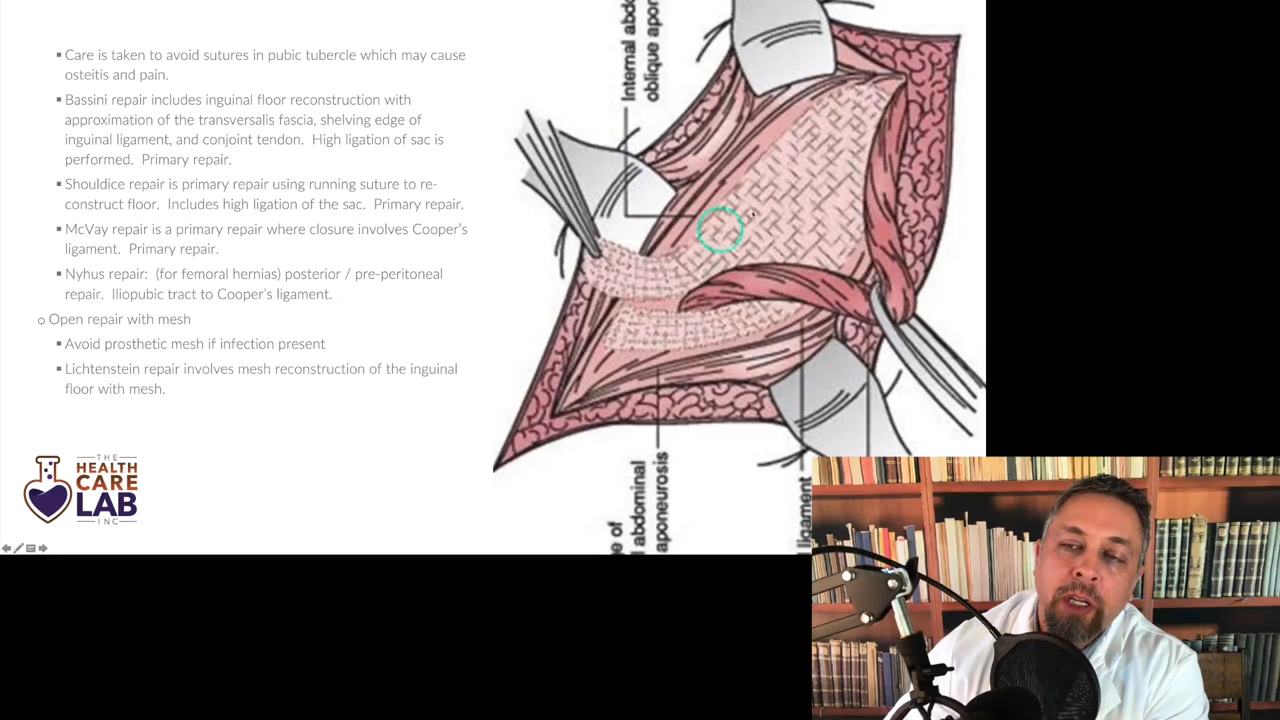 ▪ Care is taken to avoid sutures in pubic tubercle which may cause
osteitis and pain.
▪ Bassini repair includes inguinal floor reconstruction with
approximation of the transversalis fascia, shelving edge of
inguinal ligament, and conjoint tendon.  High ligation of sac is
performed.  Primary repair.
▪ Shouldice repair is primary repair using running suture to re-
construct floor.  Includes high ligation of the sac.  Primary repair.
▪ McVay repair is a primary repair where closure involves Cooper's
ligament.  Primary repair.
▪ Nyhus repair:  (for femoral hernias) posterior / pre-peritoneal
repair.  Iliopubic tract to Cooper's ligament.
o Open repair with mesh
▪ Avoid prosthetic mesh if infection present
▪ Lichtenstein repair involves mesh reconstruction of the inguinal
floor with mesh.
Internal abdo
oblique apor
e of
l abdominal
aponeurosis
ligament
THE
HEALTH
CARE
LAB
INC